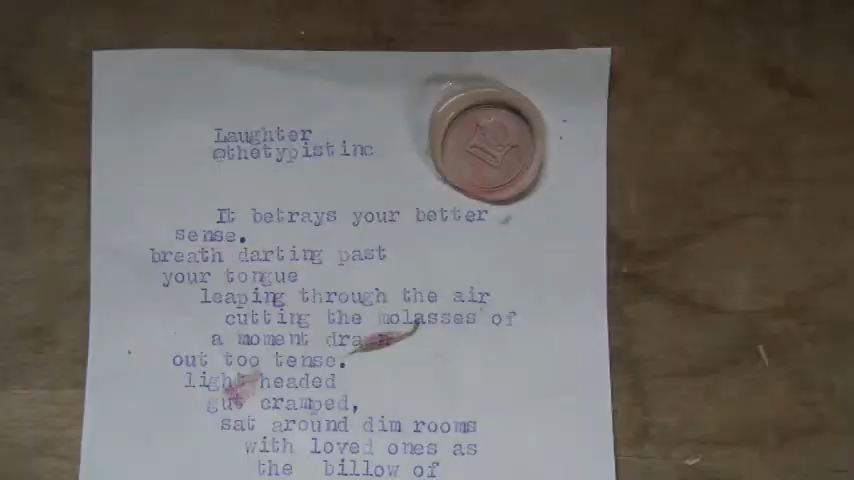 Laughter
@thetypistinc
It betrays your better
sense.
breath darting past
your tongue
leaping through the air
cutting the molasses of
a moment drawn
out too tense.
light headed
gut cramped,
sat around dim rooms
with loved ones as
the billow of